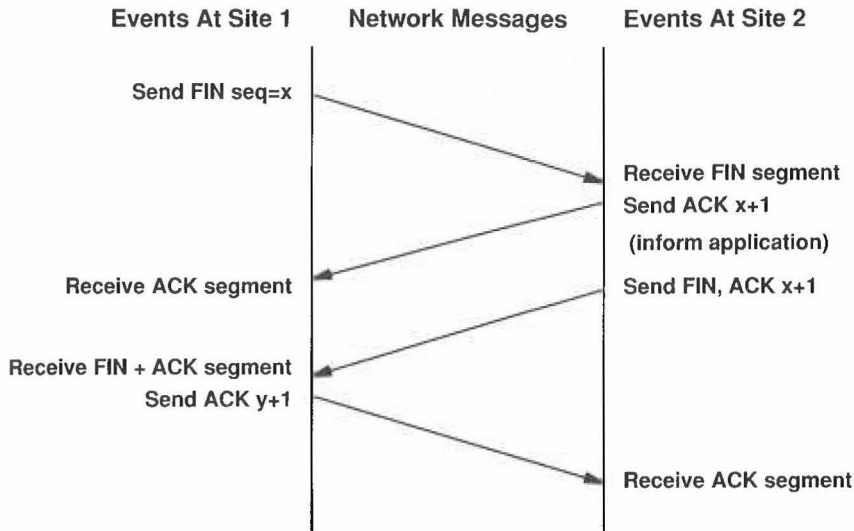 Events At Site 1
Network Messages
Events At Site 2
Send FIN seq=x
Receive FIN segment
Send ACK x+1
(inform application)
Receive ACK segment
Send FIN, ACK x+1
Receive FIN + ACK segment
Send ACK y+1
Receive ACK segment